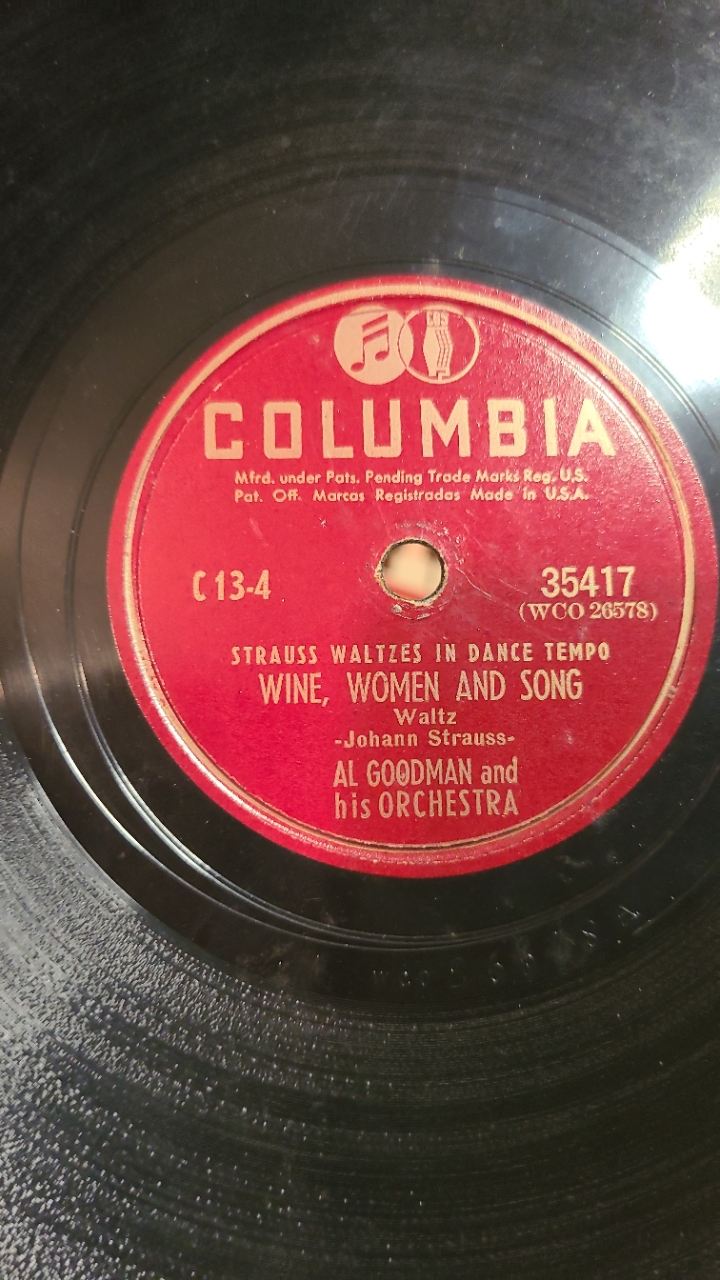 CBS
COLUMBIA
Mfrd. under Pats. Pending Trade Marks Reg. U.S.
Pat. Off. Marcas Registradas Made in U.S.A.
C 13-4
35417
(WCO 26578)
STRAUSS WALTZES IN DANCE TEMPO
WINE, WOMEN AND SONG
Waltz
-Johann Strauss-
AL GOODMAN and
his ORCHESTRA